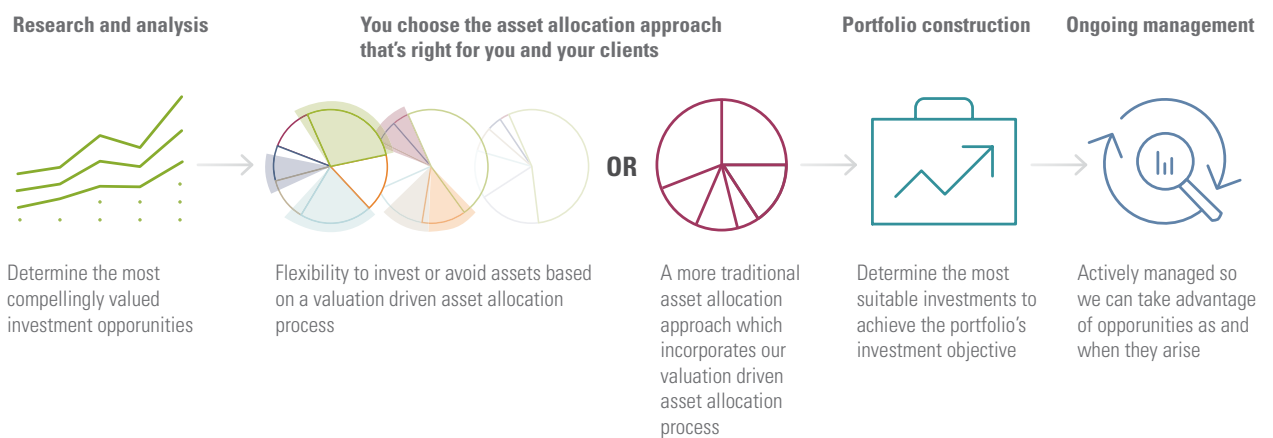 Research and analysis
You choose the asset allocation approach
that's right for you and your clients
Portfolio construction
Ongoing management
OR
Determine the most
compellingly valued
investment opporunities
Flexibility to invest or avoid assets based
on a valuation driven asset allocation
process
A more traditional
asset allocation
approach which
incorporates our
valuation driven
asset allocation
process
Determine the most
suitable investments to
achieve the portfolio's
investment objective
Actively managed so
we can take advantage
of opporunities as and
when they arise